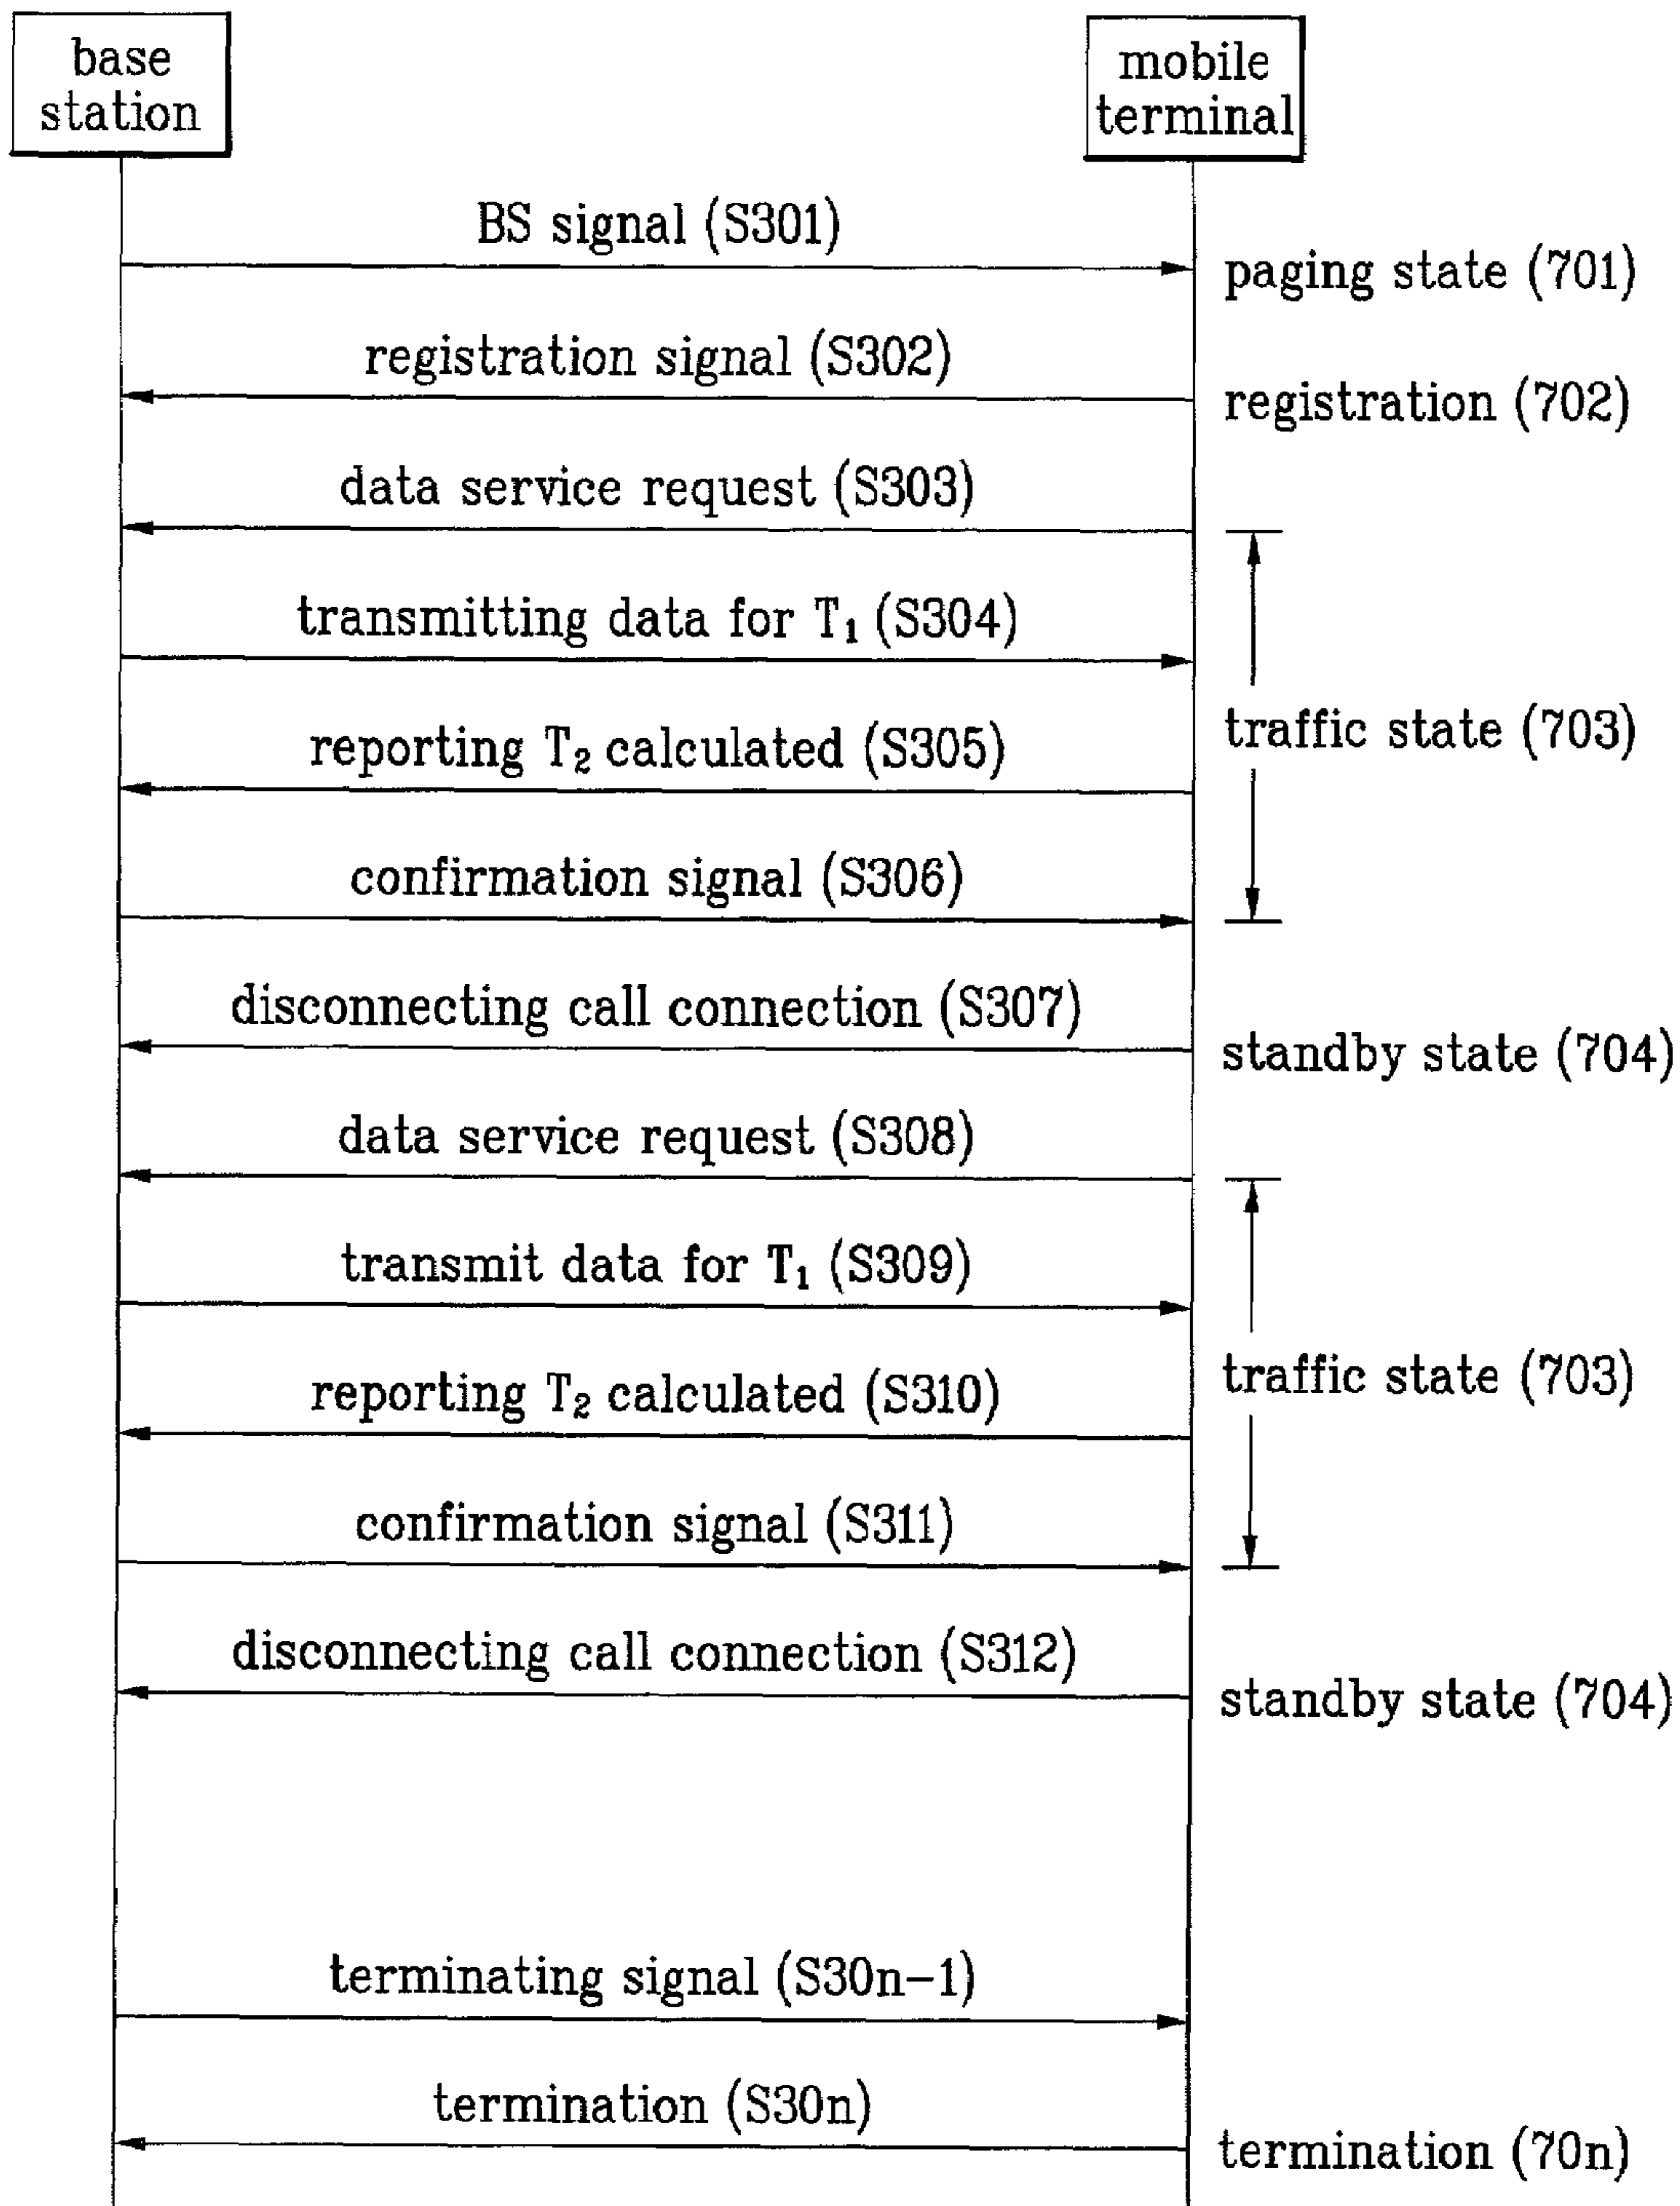 base
station
mobile
terminal
BS signal (S301)
paging state (701)
registration signal (S302)
registration (702)
data service request (S303)
transmitting data for T₁ (S304)
traffic state (703)
reporting T₂ calculated (S305)
confirmation signal (S306)
disconnecting call connection (S307)
standby state (704)
data service request (S308)
transmit data for T₁ (S309)
traffic state (703)
reporting T₂ calculated (S310)
confirmation signal (S311)
disconnecting call connection (S312)
standby state (704)
terminating signal (S30n-1)
termination (S30n)
termination (70n)